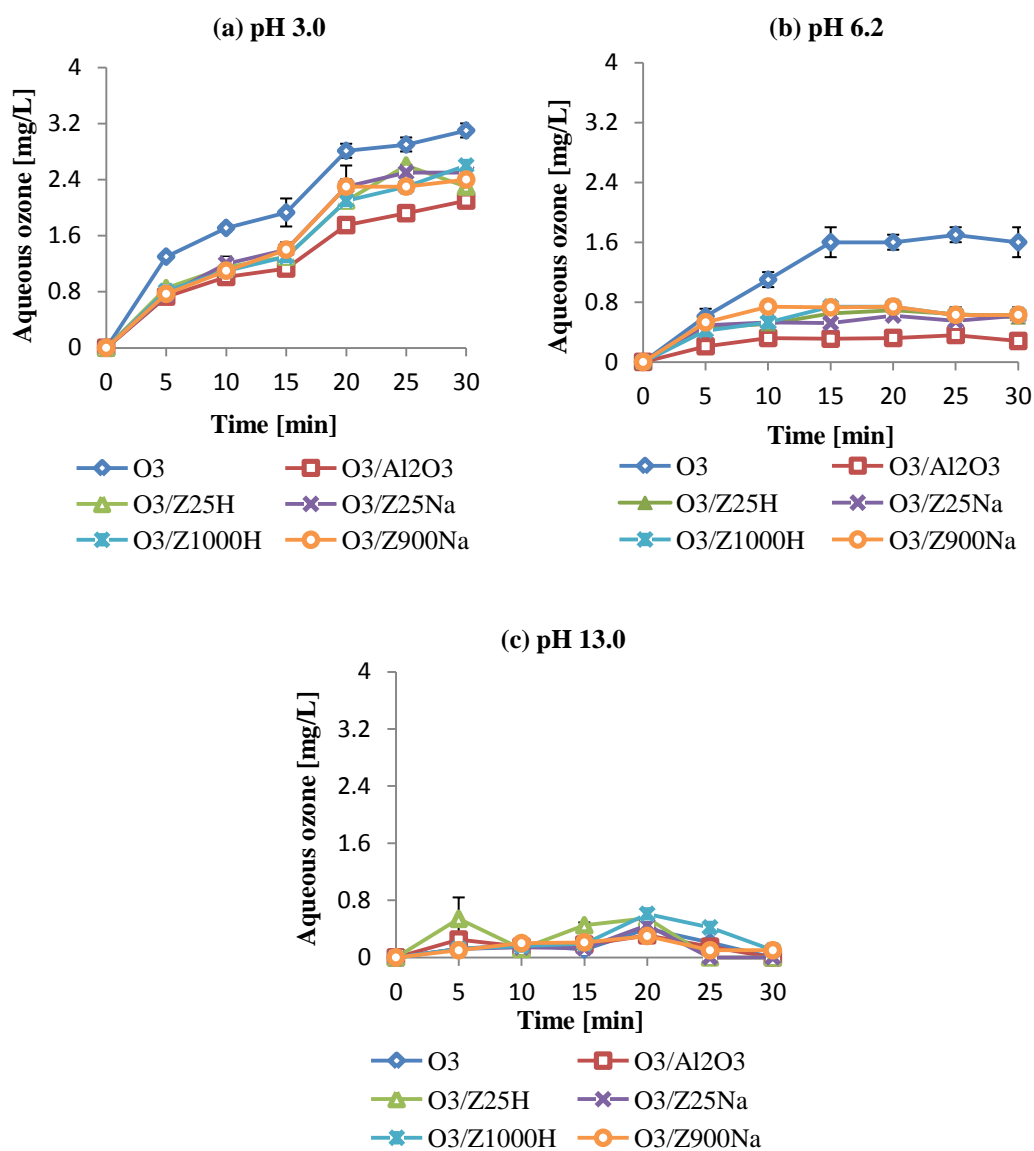 (a) pH 3.0
Aqueous ozone [mg/L]
4
3.2
2.4
1.6
0.8
0
0 5 10 15 20 25 30
Time [min]
O3 O3/Al2O3
O3/Z25H O3/Z25Na
O3/Z1000H O3/Z900Na
(b) pH 6.2
Aqueous ozone [mg/L]
4
3.2
2.4
1.6
0.8
0
0 5 10 15 20 25 30
Time [min]
O3 O3/Al2O3
O3/Z25H O3/Z25Na
O3/Z1000H O3/Z900Na
(c) pH 13.0
Aqueous ozone [mg/L]
4
3.2
2.4
1.6
0.8
0
0 5 10 15 20 25 30
Time [min]
O3 O3/Al2O3
O3/Z25H O3/Z25Na
O3/Z1000H O3/Z900Na